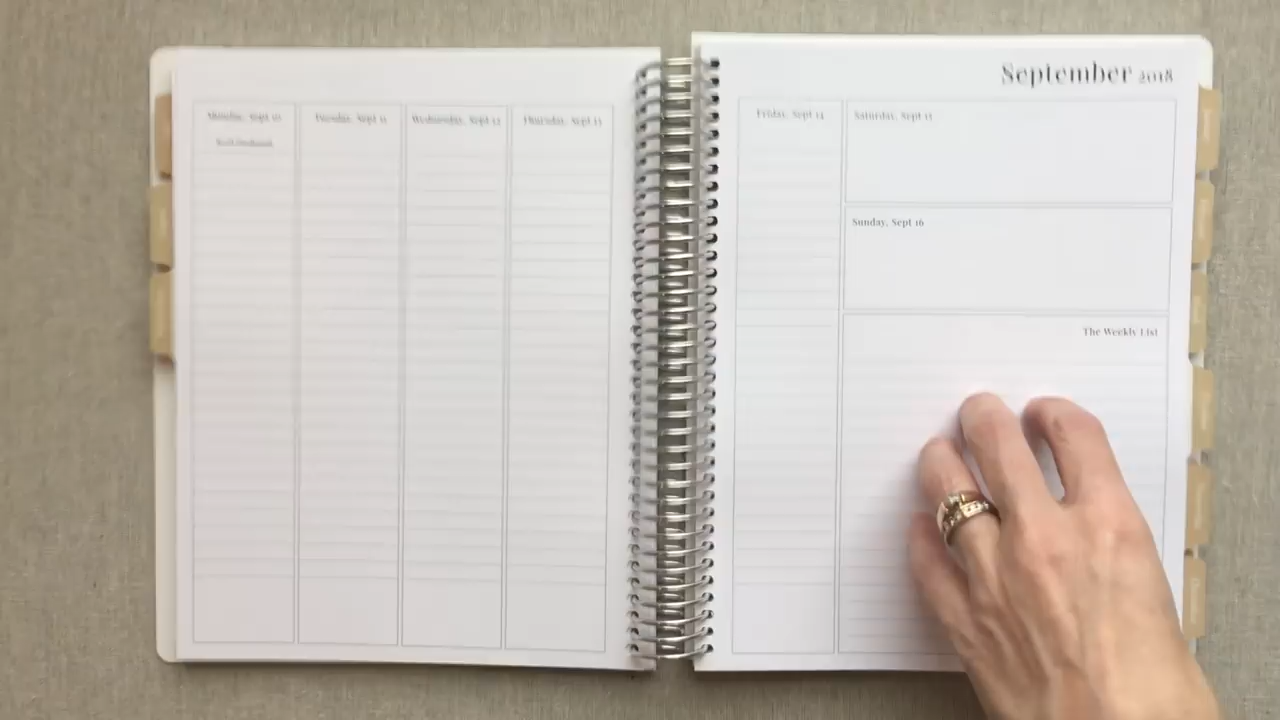 September 2018
Monday, Sept 10
Tuesday, Sept 11
Wednesday, Sept 12
Thursday, Sept 13
Friday, Sept 14
Saturday, Sept 15
Sunday, Sept 16
The Weekly List